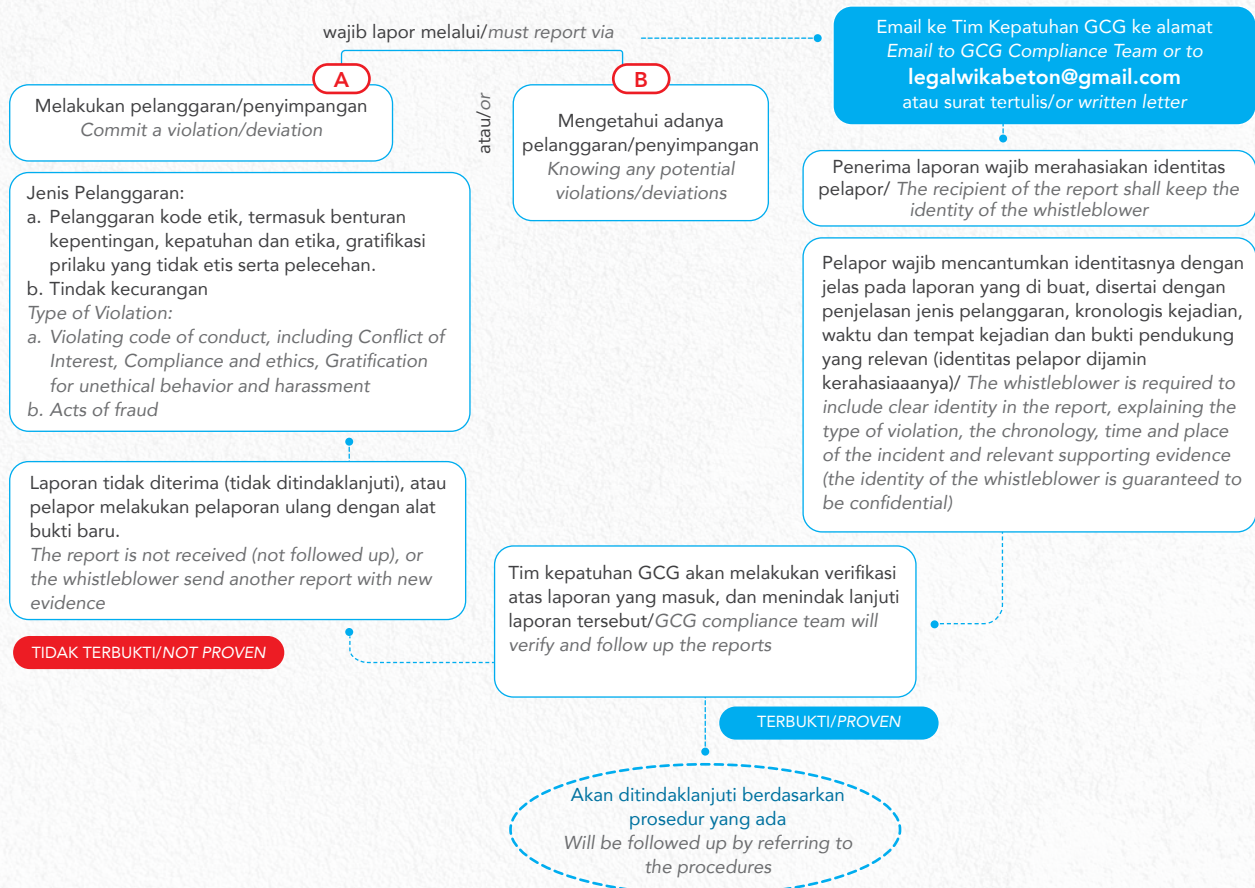 wajib lapor melalui/must report via
A
Melakukan pelanggaran/penyimpangan
Commit a violation/deviation
atau/or
B
Mengetahui adanya
pelanggaran/penyimpangan
Knowing any potential
violations/deviations
Email ke Tim Kepatuhan GCG ke alamat
Email to GCG Compliance Team or to
legalwikabeton@gmail.com
atau surat tertulis/or written letter
Penerima laporan wajib merahasiakan identitas
pelapor/ The recipient of the report shall keep the
identity of the whistleblower
Jenis Pelanggaran:
a. Pelanggaran kode etik, termasuk benturan
kepentingan, kepatuhan dan etika, gratifikasi
prilaku yang tidak etis serta pelecehan.
b. Tindak kecurangan
Type of Violation:
a. Violating code of conduct, including Conflict of
Interest, Compliance and ethics, Gratification
for unethical behavior and harassment
b. Acts of fraud
Pelapor wajib mencantumkan identitasnya dengan
jelas pada laporan yang di buat, disertai dengan
penjelasan jenis pelanggaran, kronologis kejadian,
waktu dan tempat kejadian dan bukti pendukung
yang relevan (identitas pelapor dijamin
kerahasiaaanya)/ The whistleblower is required to
include clear identity in the report, explaining the
type of violation, the chronology, time and place
of the incident and relevant supporting evidence
(the identity of the whistleblower is guaranteed to
be confidential)
Laporan tidak diterima (tidak ditindaklanjuti), atau
pelapor melakukan pelaporan ulang dengan alat
bukti baru.
The report is not received (not followed up), or
the whistleblower send another report with new
evidence
TIDAK TERBUKTI/NOT PROVEN
Tim kepatuhan GCG akan melakukan verifikasi
atas laporan yang masuk, dan menindak lanjuti
laporan tersebut/GCG compliance team will
verify and follow up the reports
TERBUKTI/PROVEN
Akan ditindaklanjuti berdasarkan
prosedur yang ada
Will be followed up by referring to
the procedures